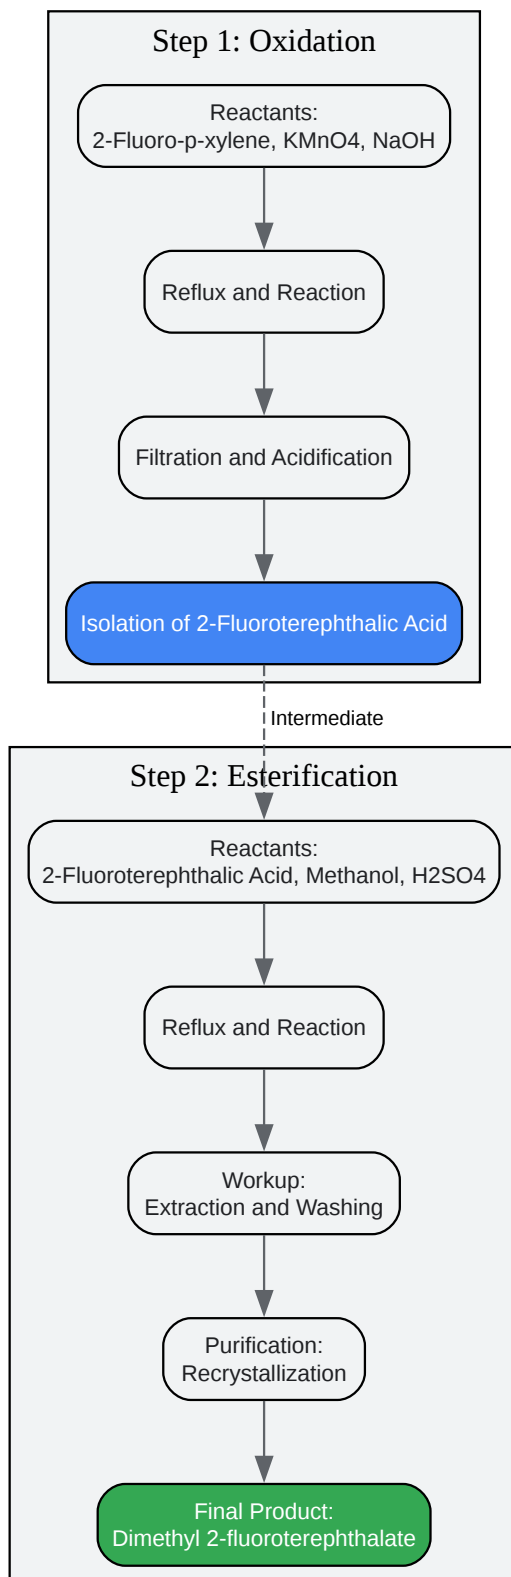 Step 1: Oxidation
Reactants:
2-Fluoro-p-xylene, KMnO4, NaOH
Reflux and Reaction
Filtration and Acidification
Isolation of 2-Fluoroterephthalic Acid
Intermediate
Step 2: Esterification
Reactants:
2-Fluoroterephthalic Acid, Methanol, H2SO4
Reflux and Reaction
Workup:
Extraction and Washing
Purification:
Recrystallization
Final Product:
Dimethyl 2-fluoroterephthalate